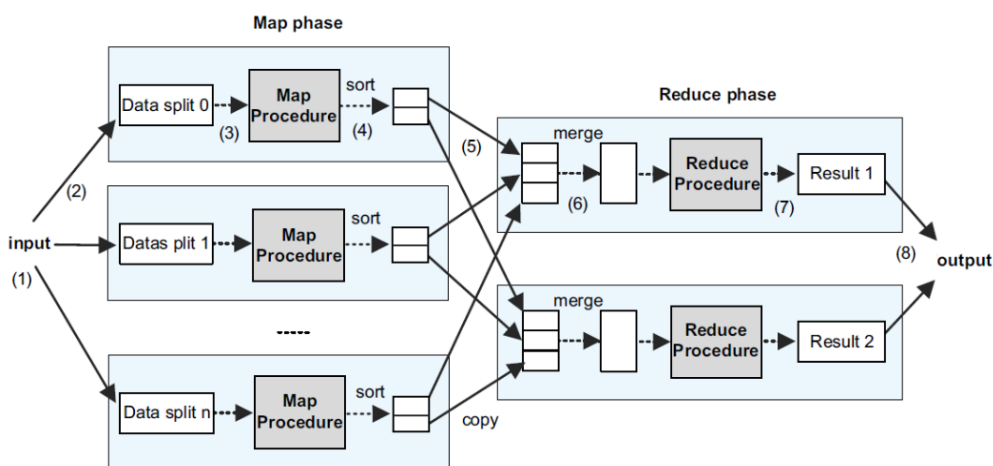 Map phase
Data split 0
(3)
Map
Procedure
sort
(4)
(2)
input
(1)
Datas plit 1
Map
Procedure
sort
-----
Data split n
Map
Procedure
sort
(5)
copy
Reduce phase
merge
(6)
Reduce
Procedure
(7)
Result 1
(8)
output
merge
Reduce
Procedure
Result 2